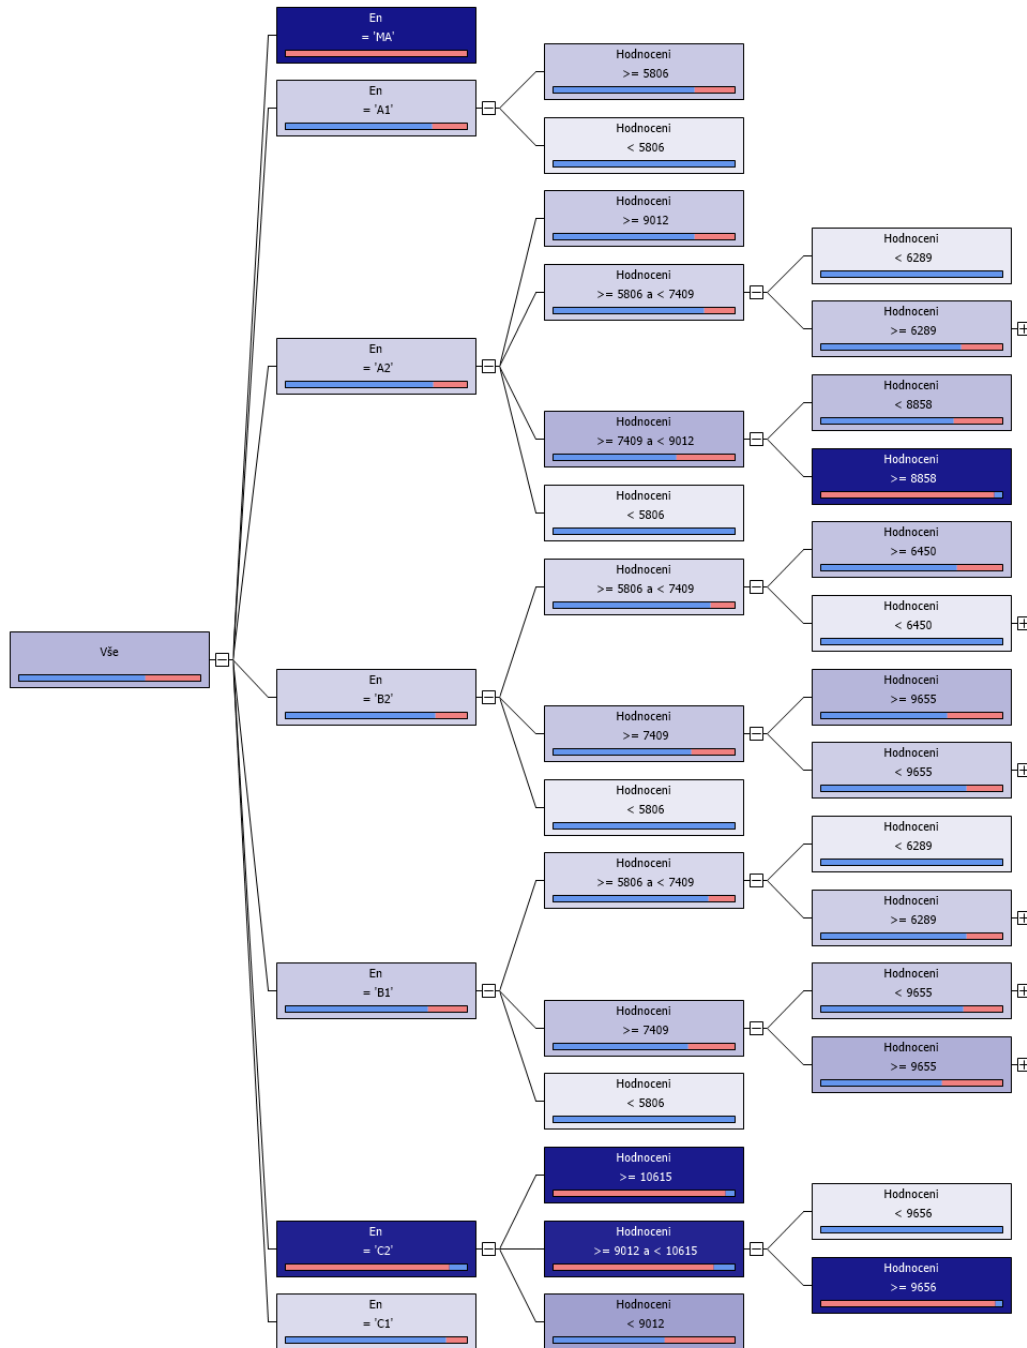 Vše
En
= 'MA'
En
= 'A1'
Hodnoceni
>= 5806
Hodnoceni
< 5806
En
= 'A2'
Hodnoceni
>= 9012
Hodnoceni
>= 5806 a < 7409
Hodnoceni
< 6289
Hodnoceni
>= 6289
Hodnoceni
>= 7409 a < 9012
Hodnoceni
< 8858
Hodnoceni
>= 8858
Hodnoceni
< 5806
En
= 'B2'
Hodnoceni
>= 5806 a < 7409
Hodnoceni
>= 6450
Hodnoceni
< 6450
Hodnoceni
>= 7409
Hodnoceni
>= 9655
Hodnoceni
< 9655
Hodnoceni
< 5806
En
= 'B1'
Hodnoceni
>= 5806 a < 7409
Hodnoceni
< 6289
Hodnoceni
>= 6289
Hodnoceni
>= 7409
Hodnoceni
< 9655
Hodnoceni
>= 9655
Hodnoceni
< 5806
En
= 'C2'
Hodnoceni
>= 10615
Hodnoceni
>= 9012 a < 10615
Hodnoceni
< 9656
Hodnoceni
>= 9656
Hodnoceni
< 9012
En
= 'C1'